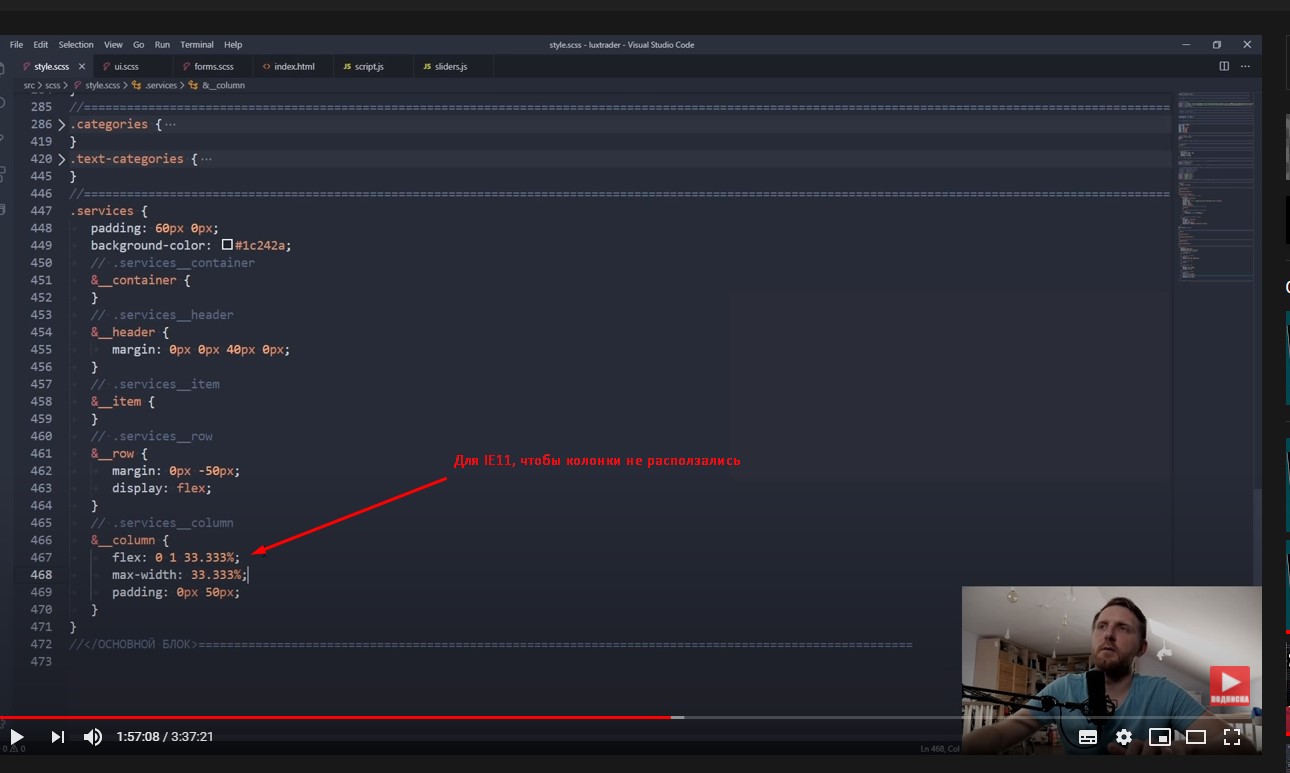 File Edit Selection View Go Run Terminal Help
style.scss - luxtrader - Visual Studio Code
style.scss ui.scss forms.scss index.html JS script.js JS sliders.js
src > scss > style.scss > .services > &__column
285 //======================================================================================================================================================
286 .categories { ...
419 }
420 .text-categories { ...
445 }
446 //======================================================================================================================================================
447 .services {
448 padding: 60px 0px;
449 background-color: #1c242a;
450 // .services__container
451 &__container {
452 }
453 // .services__header
454 &__header {
455 margin: 0px 0px 40px 0px;
456 }
457 // .services__item
458 &__item {
459 }
460 // .services__row
461 &__row {
Для IE11, чтобы колонки не расползались
462 margin: 0px -50px;
463 display: flex;
464 }
465 // .services__column
466 &__column {
467 flex: 0 1 33.333%;
468 max-width: 33.333%;
469 padding: 0px 50px;
470 }
471 }
472 //</ОСНОВНОЙ БЛОК>====================================================================================================
473
ПОДПИСКА
1:57:08 / 3:37:21
Ln 468, Col